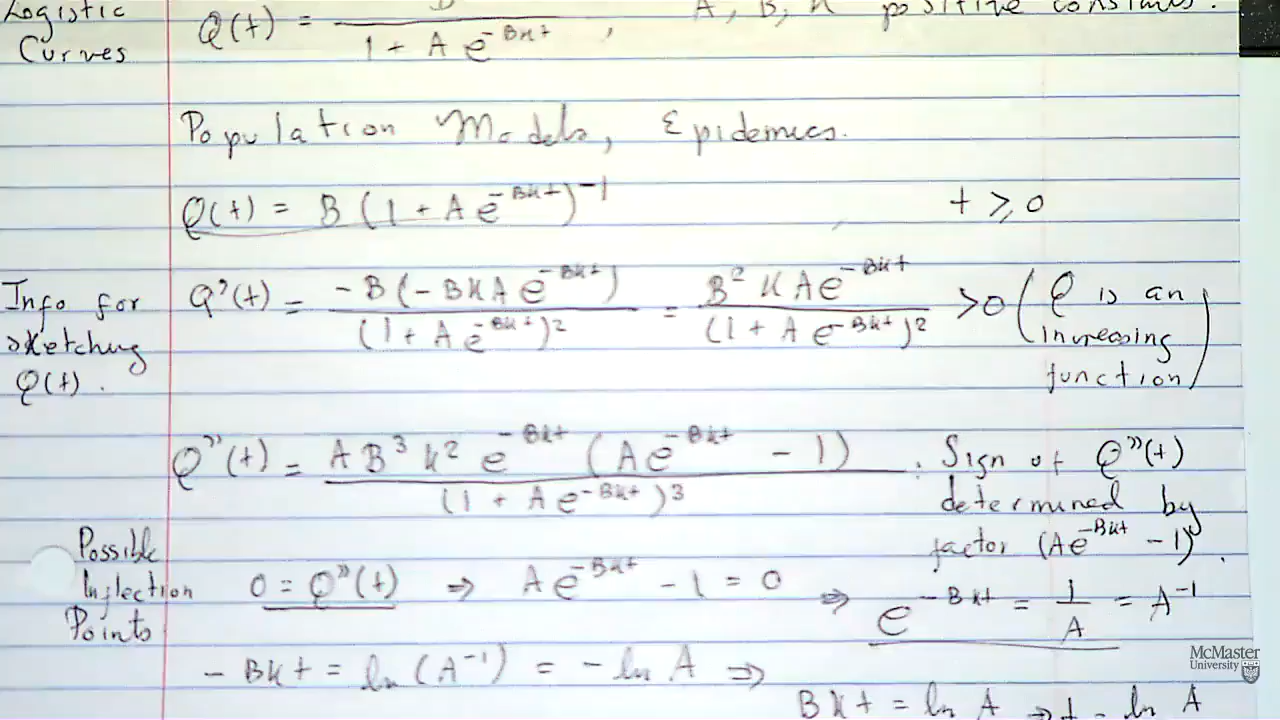 Logistic Curves
Q(t) = B / (1 + A e^{-Bkt}) , A, B, k positive constants.
Population Models, Epidemics.
Q(t) = B (1 + A e^{-Bkt})^{-1} t ≥ 0
Info for sketching Q(t).
Q'(t) = -B(-BkA e^{-Bkt}) / (1 + A e^{-Bkt})^2 = B^2 k A e^{-Bkt} / (1 + A e^{-Bkt})^2 > 0 (Q is an increasing function)
Q''(t) = A B^3 k^2 e^{-Bkt} (A e^{-Bkt} - 1) / (1 + A e^{-Bkt})^3 . Sign of Q''(t)
determined by
factor (A e^{-Bkt} - 1).
Possible Inflection Points
0 = Q''(t) ⇒ A e^{-Bkt} - 1 = 0 ⇒ e^{-Bkt} = 1/A = A^{-1}
-Bkt = ln(A^{-1}) = -ln A ⇒
Bkt = ln A ⇒ t = ln A
McMaster
University